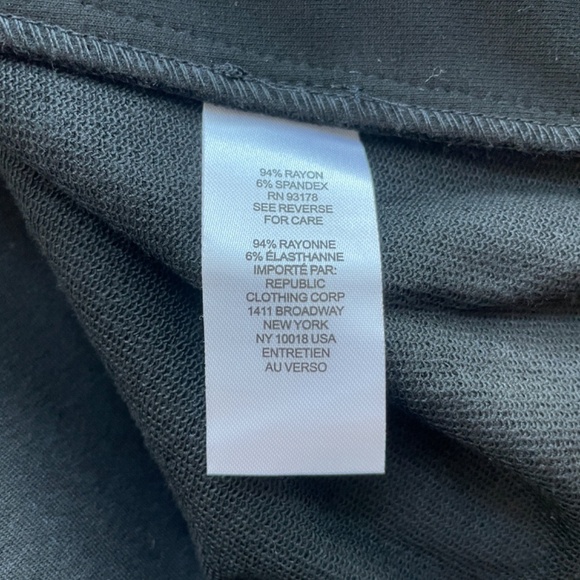 94% RAYON
6% SPANDEX
RN 93178
SEE REVERSE
FOR CARE
94% RAYONNE
6% ÉLASTHANNE
IMPORTÉ PAR:
REPUBLIC
CLOTHING CORP
1411 BROADWAY
NEW YORK
NY 10018 USA
ENTRETIEN
AU VERSO